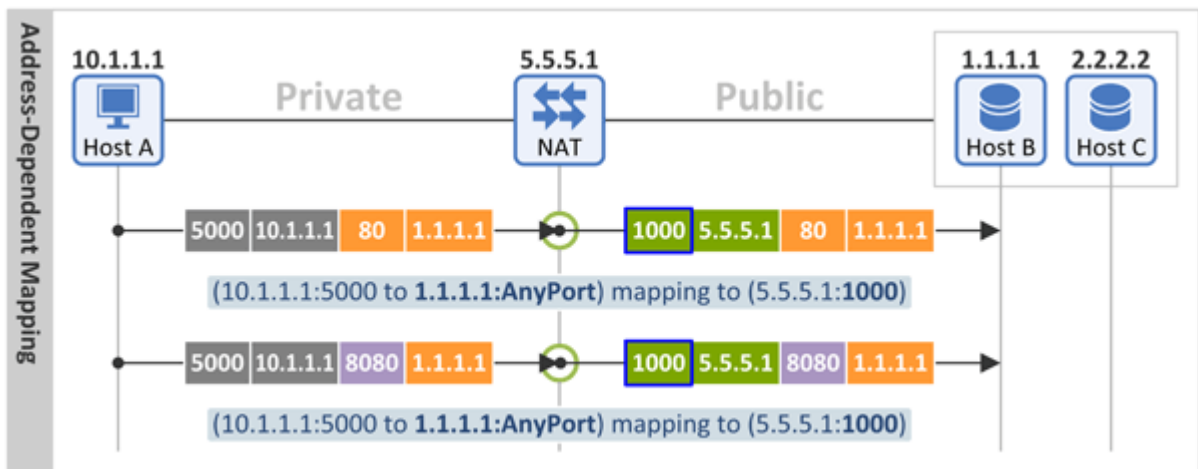 Address-Dependent Mapping
10.1.1.1 5.5.5.1 1.1.1.1 2.2.2.2
Private Public
Host A NAT Host B Host C
5000 10.1.1.1 80 1.1.1.1 1000 5.5.5.1 80 1.1.1.1
(10.1.1.1:5000 to 1.1.1.1:AnyPort) mapping to (5.5.5.1:1000)
5000 10.1.1.1 8080 1.1.1.1 1000 5.5.5.1 8080 1.1.1.1
(10.1.1.1:5000 to 1.1.1.1:AnyPort) mapping to (5.5.5.1:1000)